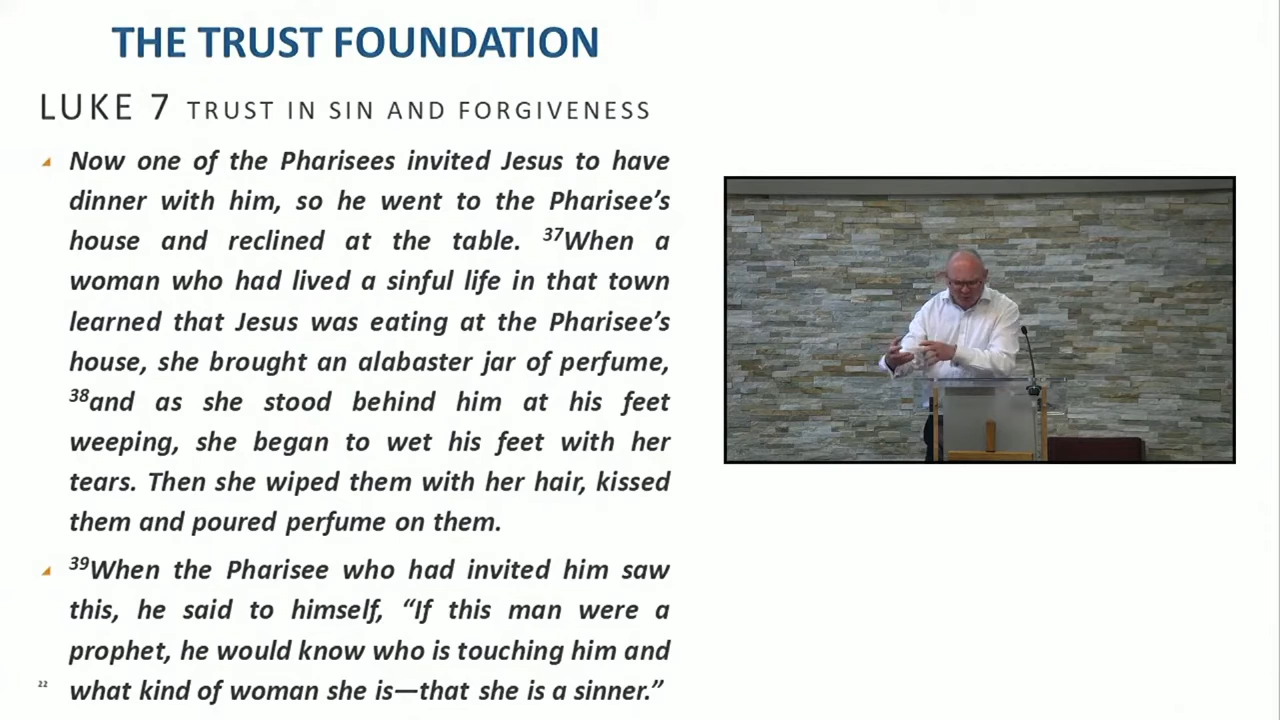 THE TRUST FOUNDATION
LUKE 7 TRUST IN SIN AND FORGIVENESS
Now one of the Pharisees invited Jesus to have
dinner with him, so he went to the Pharisee’s
house and reclined at the table. ³⁷When a
woman who had lived a sinful life in that town
learned that Jesus was eating at the Pharisee’s
house, she brought an alabaster jar of perfume,
³⁸and as she stood behind him at his feet
weeping, she began to wet his feet with her
tears. Then she wiped them with her hair, kissed
them and poured perfume on them.
³⁹When the Pharisee who had invited him saw
this, he said to himself, “If this man were a
prophet, he would know who is touching him and
what kind of woman she is—that she is a sinner.”
22